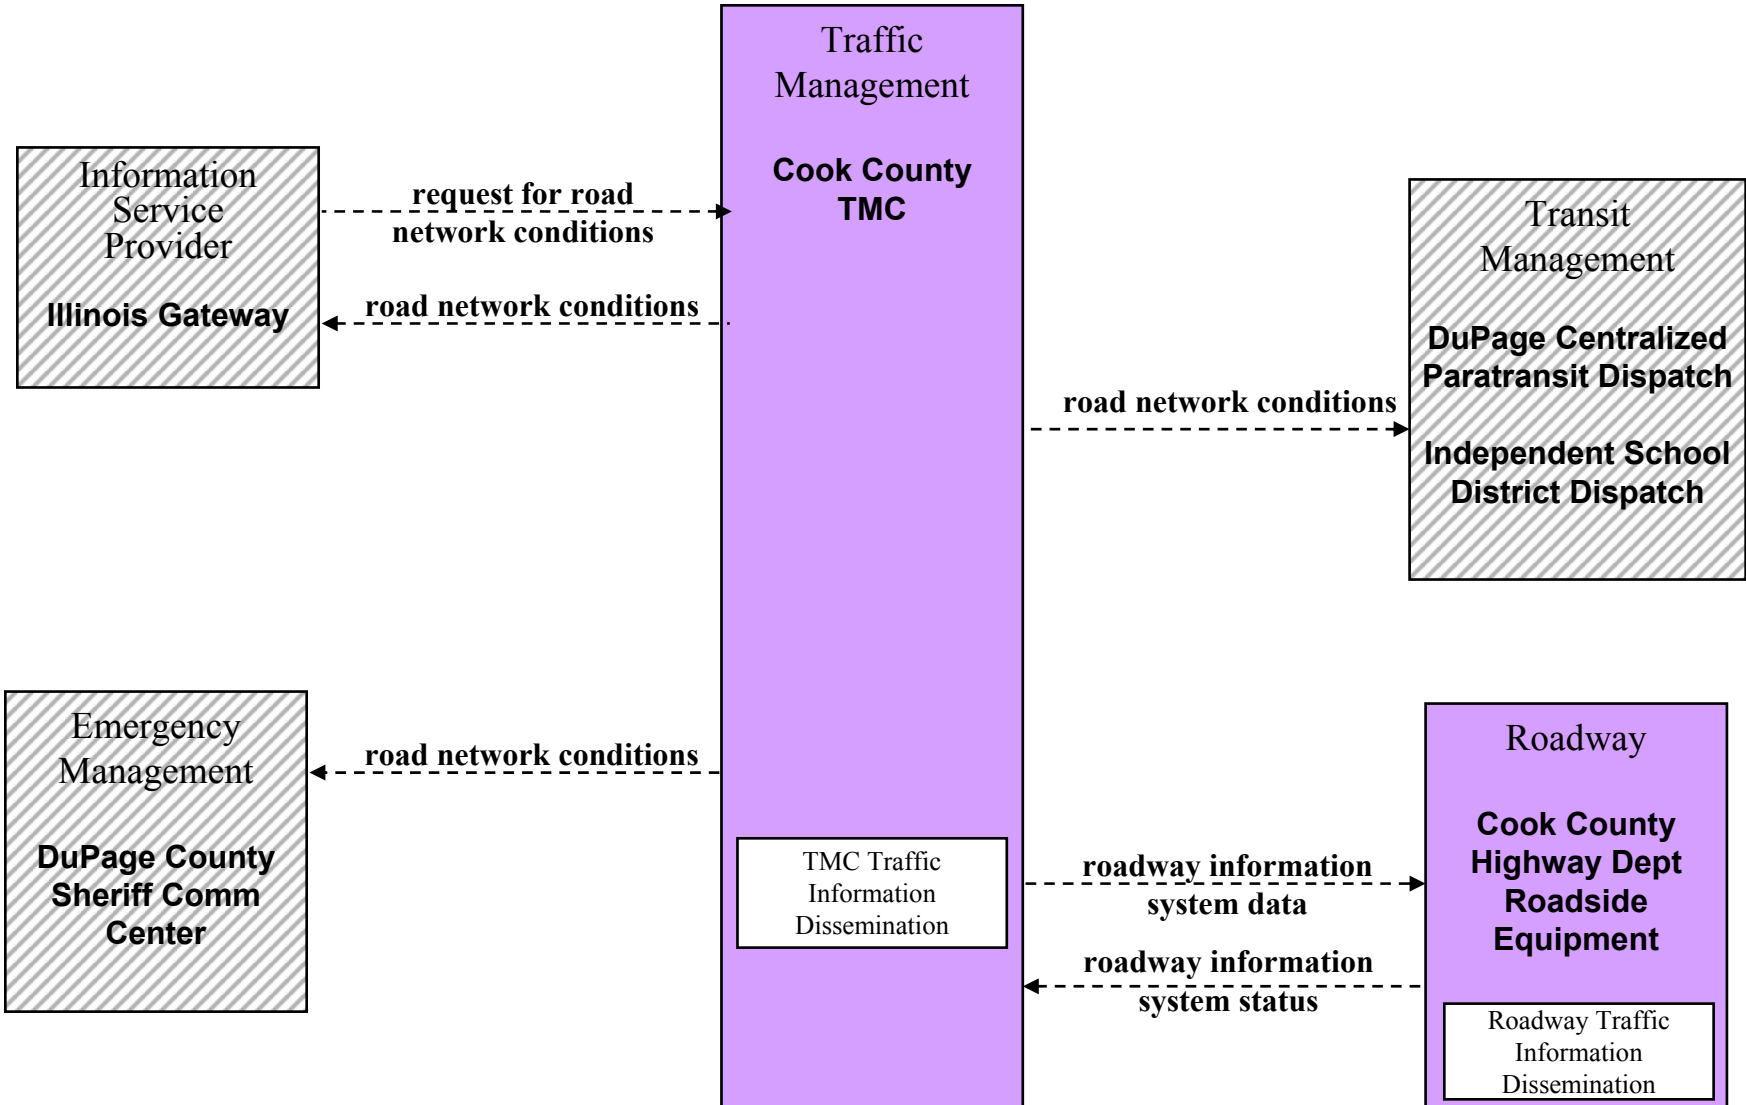 Traffic
Management
Cook County
TMC
Information
Service
Provider
Illinois Gateway
request for road
network conditions
road network conditions
Transit
Management
DuPage Centralized
Paratransit Dispatch
Independent School
District Dispatch
road network conditions
Emergency
Management
DuPage County
Sheriff Comm
Center
road network conditions
TMC Traffic
Information
Dissemination
roadway information
system data
roadway information
system status
Roadway
Cook County
Highway Dept
Roadside
Equipment
Roadway Traffic
Information
Dissemination